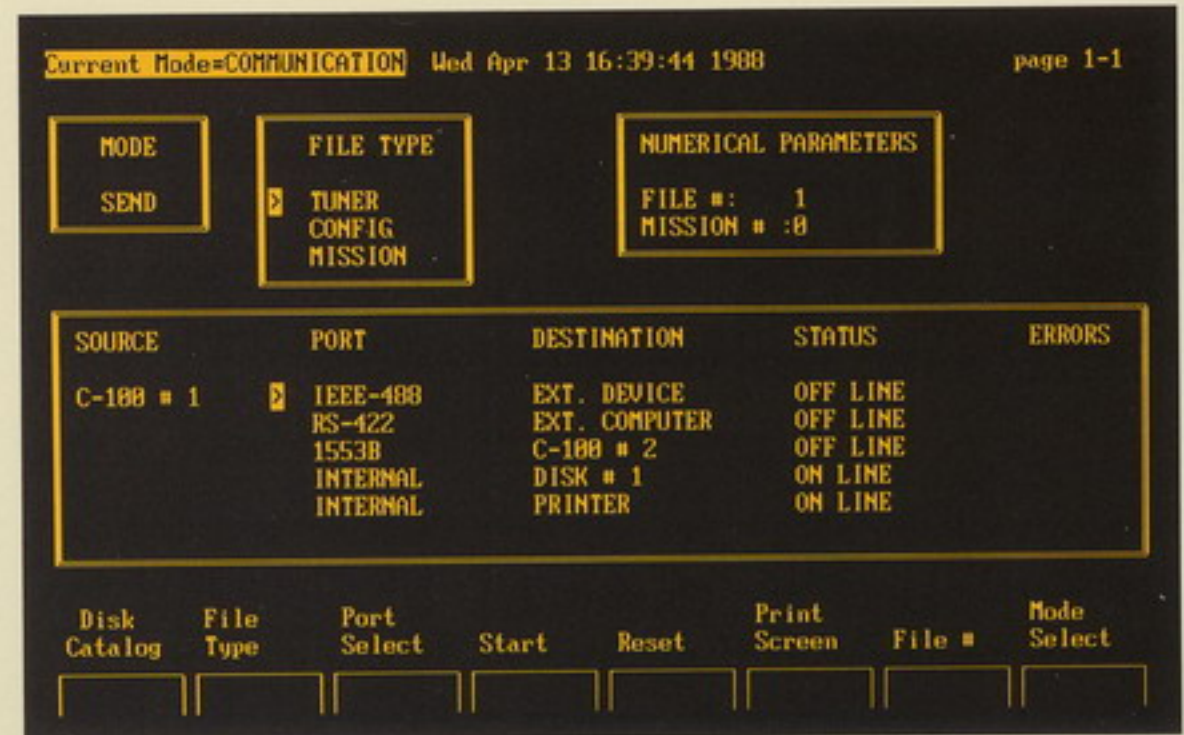 Current Mode=COMMUNICATION Wed Apr 13 16:39:44 1988 page 1-1
MODE
SEND
FILE TYPE
> TUNER
CONFIG
MISSION
NUMERICAL PARAMETERS
FILE #: 1
MISSION # :0
SOURCE PORT DESTINATION STATUS ERRORS
C-100 # 1 > IEEE-488 EXT. DEVICE OFF LINE
RS-422 EXT. COMPUTER OFF LINE
1553B C-100 # 2 OFF LINE
INTERNAL DISK # 1 ON LINE
INTERNAL PRINTER ON LINE
Disk Catalog
File Type
Port Select
Start
Reset
Print Screen
File #
Mode Select